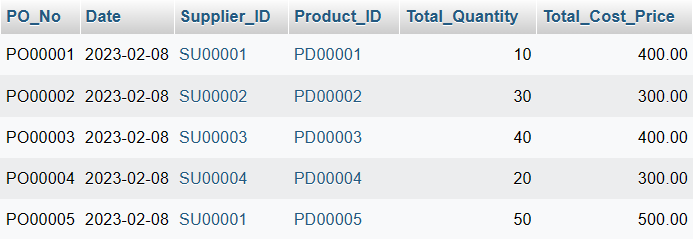 PO_No Date Supplier_ID Product_ID Total_Quantity Total_Cost_Price
PO00001 2023-02-08 SU00001 PD00001 10 400.00
PO00002 2023-02-08 SU00002 PD00002 30 300.00
PO00003 2023-02-08 SU00003 PD00003 40 400.00
PO00004 2023-02-08 SU00004 PD00004 20 300.00
PO00005 2023-02-08 SU00001 PD00005 50 500.00